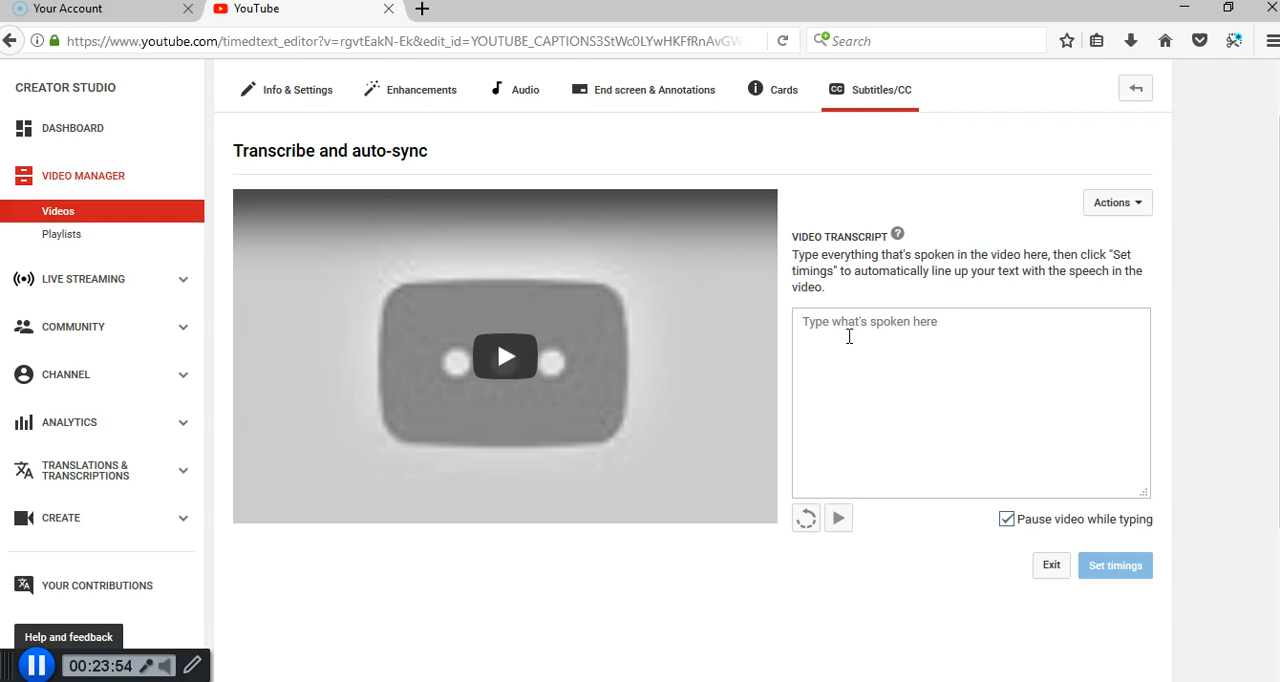 Your Account
YouTube
https://www.youtube.com/timedtext_editor?v=rgvtEakN-Ek&edit_id=YOUTUBE_CAPTIONS3StWc0LYwHKFfRnAvGW
Search
CREATOR STUDIO
Info & Settings
Enhancements
Audio
End screen & Annotations
Cards
CC Subtitles/CC
DASHBOARD
VIDEO MANAGER
Videos
Playlists
LIVE STREAMING
COMMUNITY
CHANNEL
ANALYTICS
TRANSLATIONS &
TRANSCRIPTIONS
CREATE
YOUR CONTRIBUTIONS
Help and feedback
00:23:54
Transcribe and auto-sync
Actions
VIDEO TRANSCRIPT ?
Type everything that's spoken in the video here, then click "Set
timings" to automatically line up your text with the speech in the
video.
Type what's spoken here
Pause video while typing
Exit
Set timings